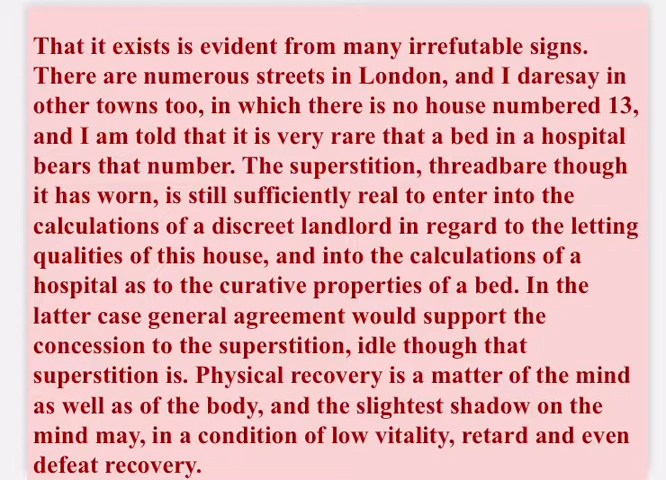 That it exists is evident from many irrefutable signs.
There are numerous streets in London, and I daresay in
other towns too, in which there is no house numbered 13,
and I am told that it is very rare that a bed in a hospital
bears that number. The superstition, threadbare though
it has worn, is still sufficiently real to enter into the
calculations of a discreet landlord in regard to the letting
qualities of this house, and into the calculations of a
hospital as to the curative properties of a bed. In the
latter case general agreement would support the
concession to the superstition, idle though that
superstition is. Physical recovery is a matter of the mind
as well as of the body, and the slightest shadow on the
mind may, in a condition of low vitality, retard and even
defeat recovery.